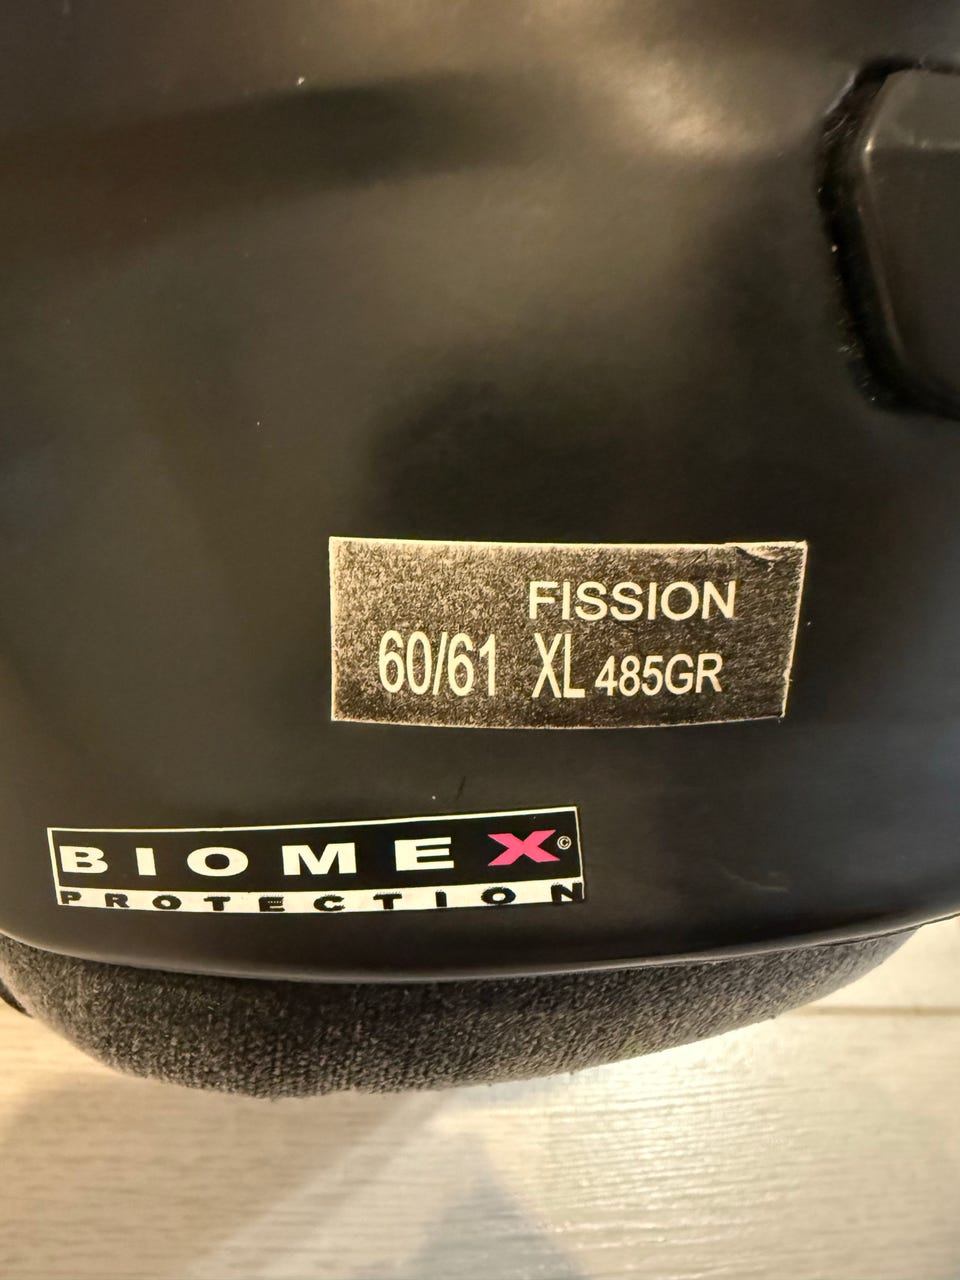 FISSION
60/61 XL 485GR
BIOMEX©
PROTECTION